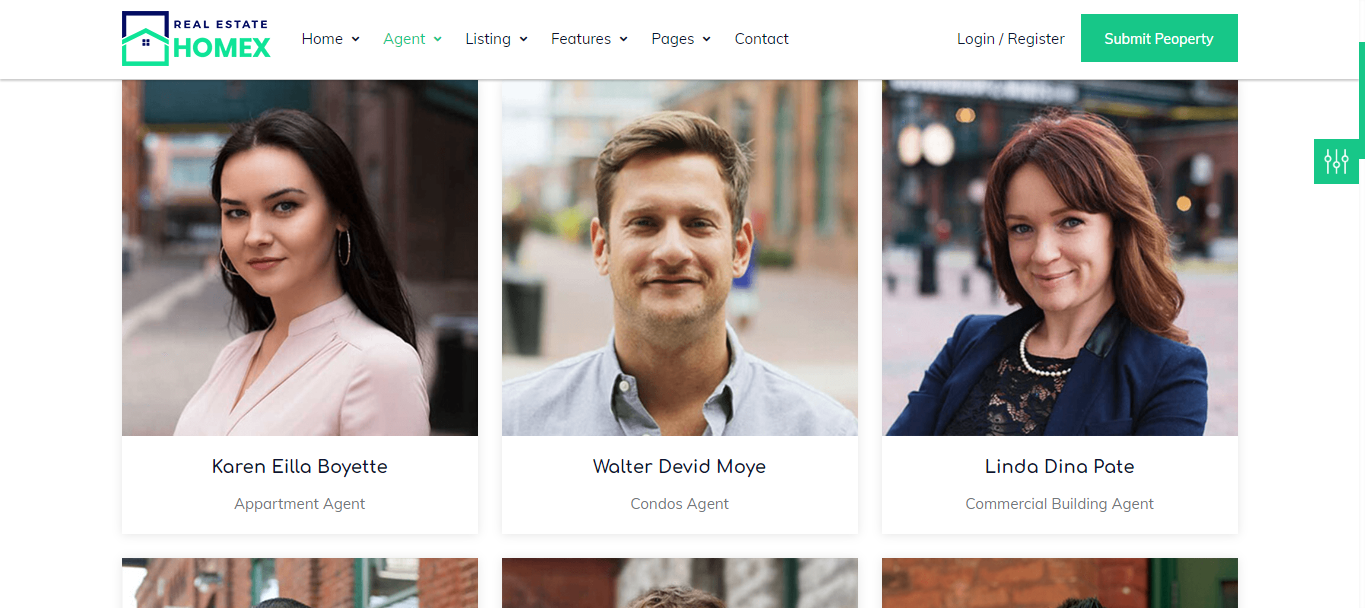 REAL ESTATE
HOMEX
Home
Agent
Listing
Features
Pages
Contact
Login / Register
Submit Peoperty
Karen Eilla Boyette
Appartment Agent
Walter Devid Moye
Condos Agent
Linda Dina Pate
Commercial Building Agent